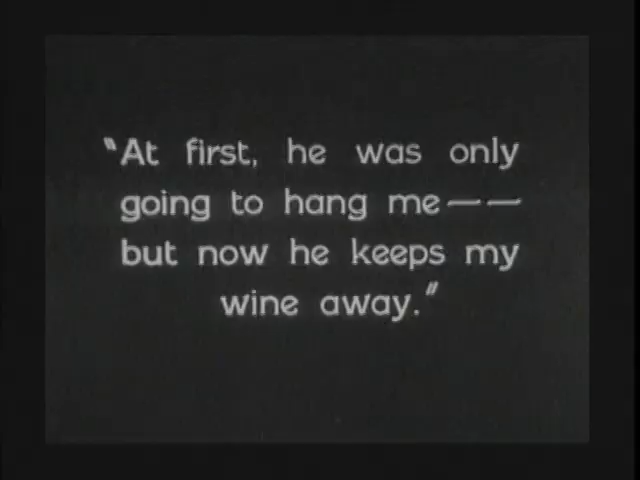 "At first, he was only
going to hang me——
but now he keeps my
wine away."